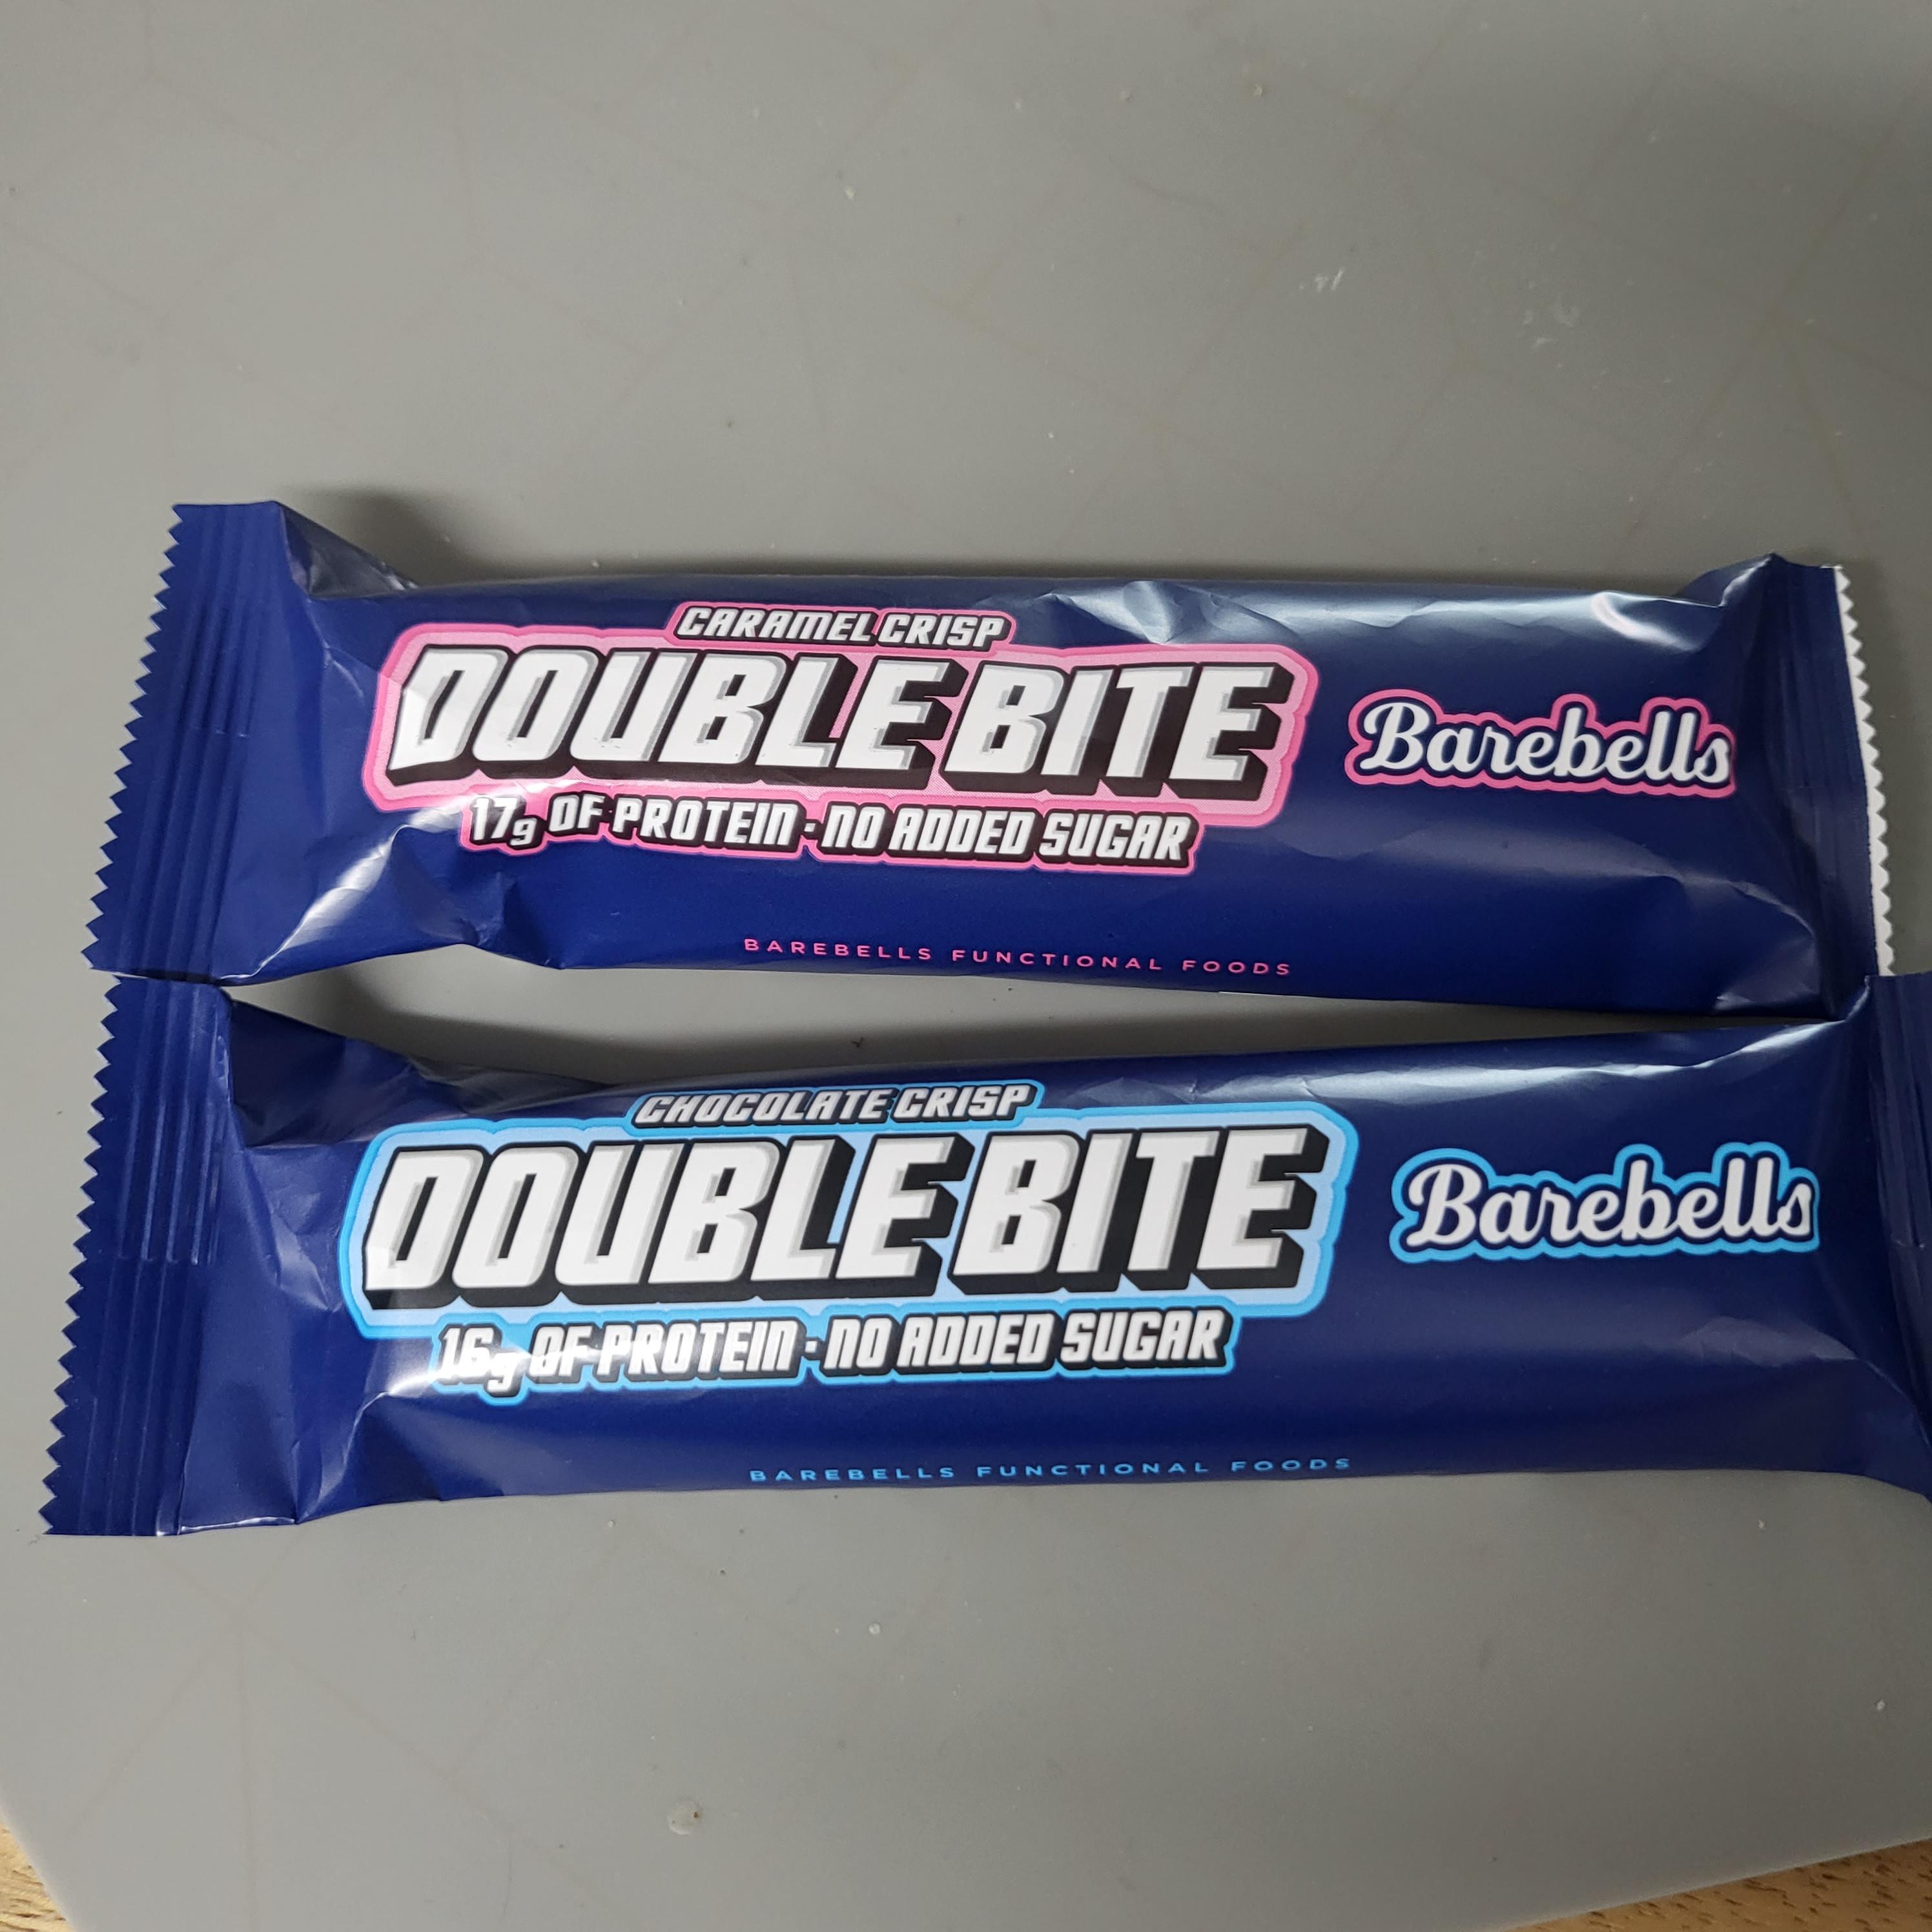 CARAMEL CRISP
DOUBLE BITE
17g OF PROTEIN · NO ADDED SUGAR
Barebells
BAREBELLS FUNCTIONAL FOODS
CHOCOLATE CRISP
DOUBLE BITE
16g OF PROTEIN · NO ADDED SUGAR
Barebells
BAREBELLS FUNCTIONAL FOODS